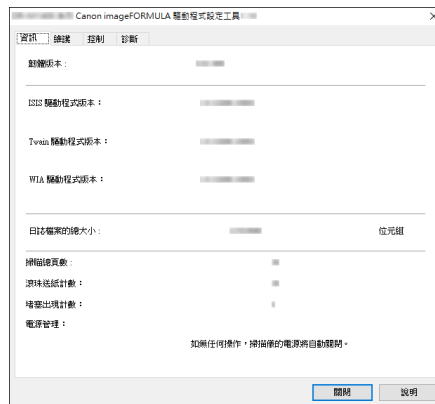 Canon imageFORMULA 驅動程式設定工具
資訊 維護 控制 診斷
韌體版本:
ISIS 驅動程式版本：
Twain 驅動程式版本：
WIA 驅動程式版本：
日誌檔案的總大小: 位元組
掃描總頁數:
滾珠送紙計數：
堵塞出現計數：
電源管理：
如無任何操作，掃描儀的電源將自動關閉。
關閉 說明